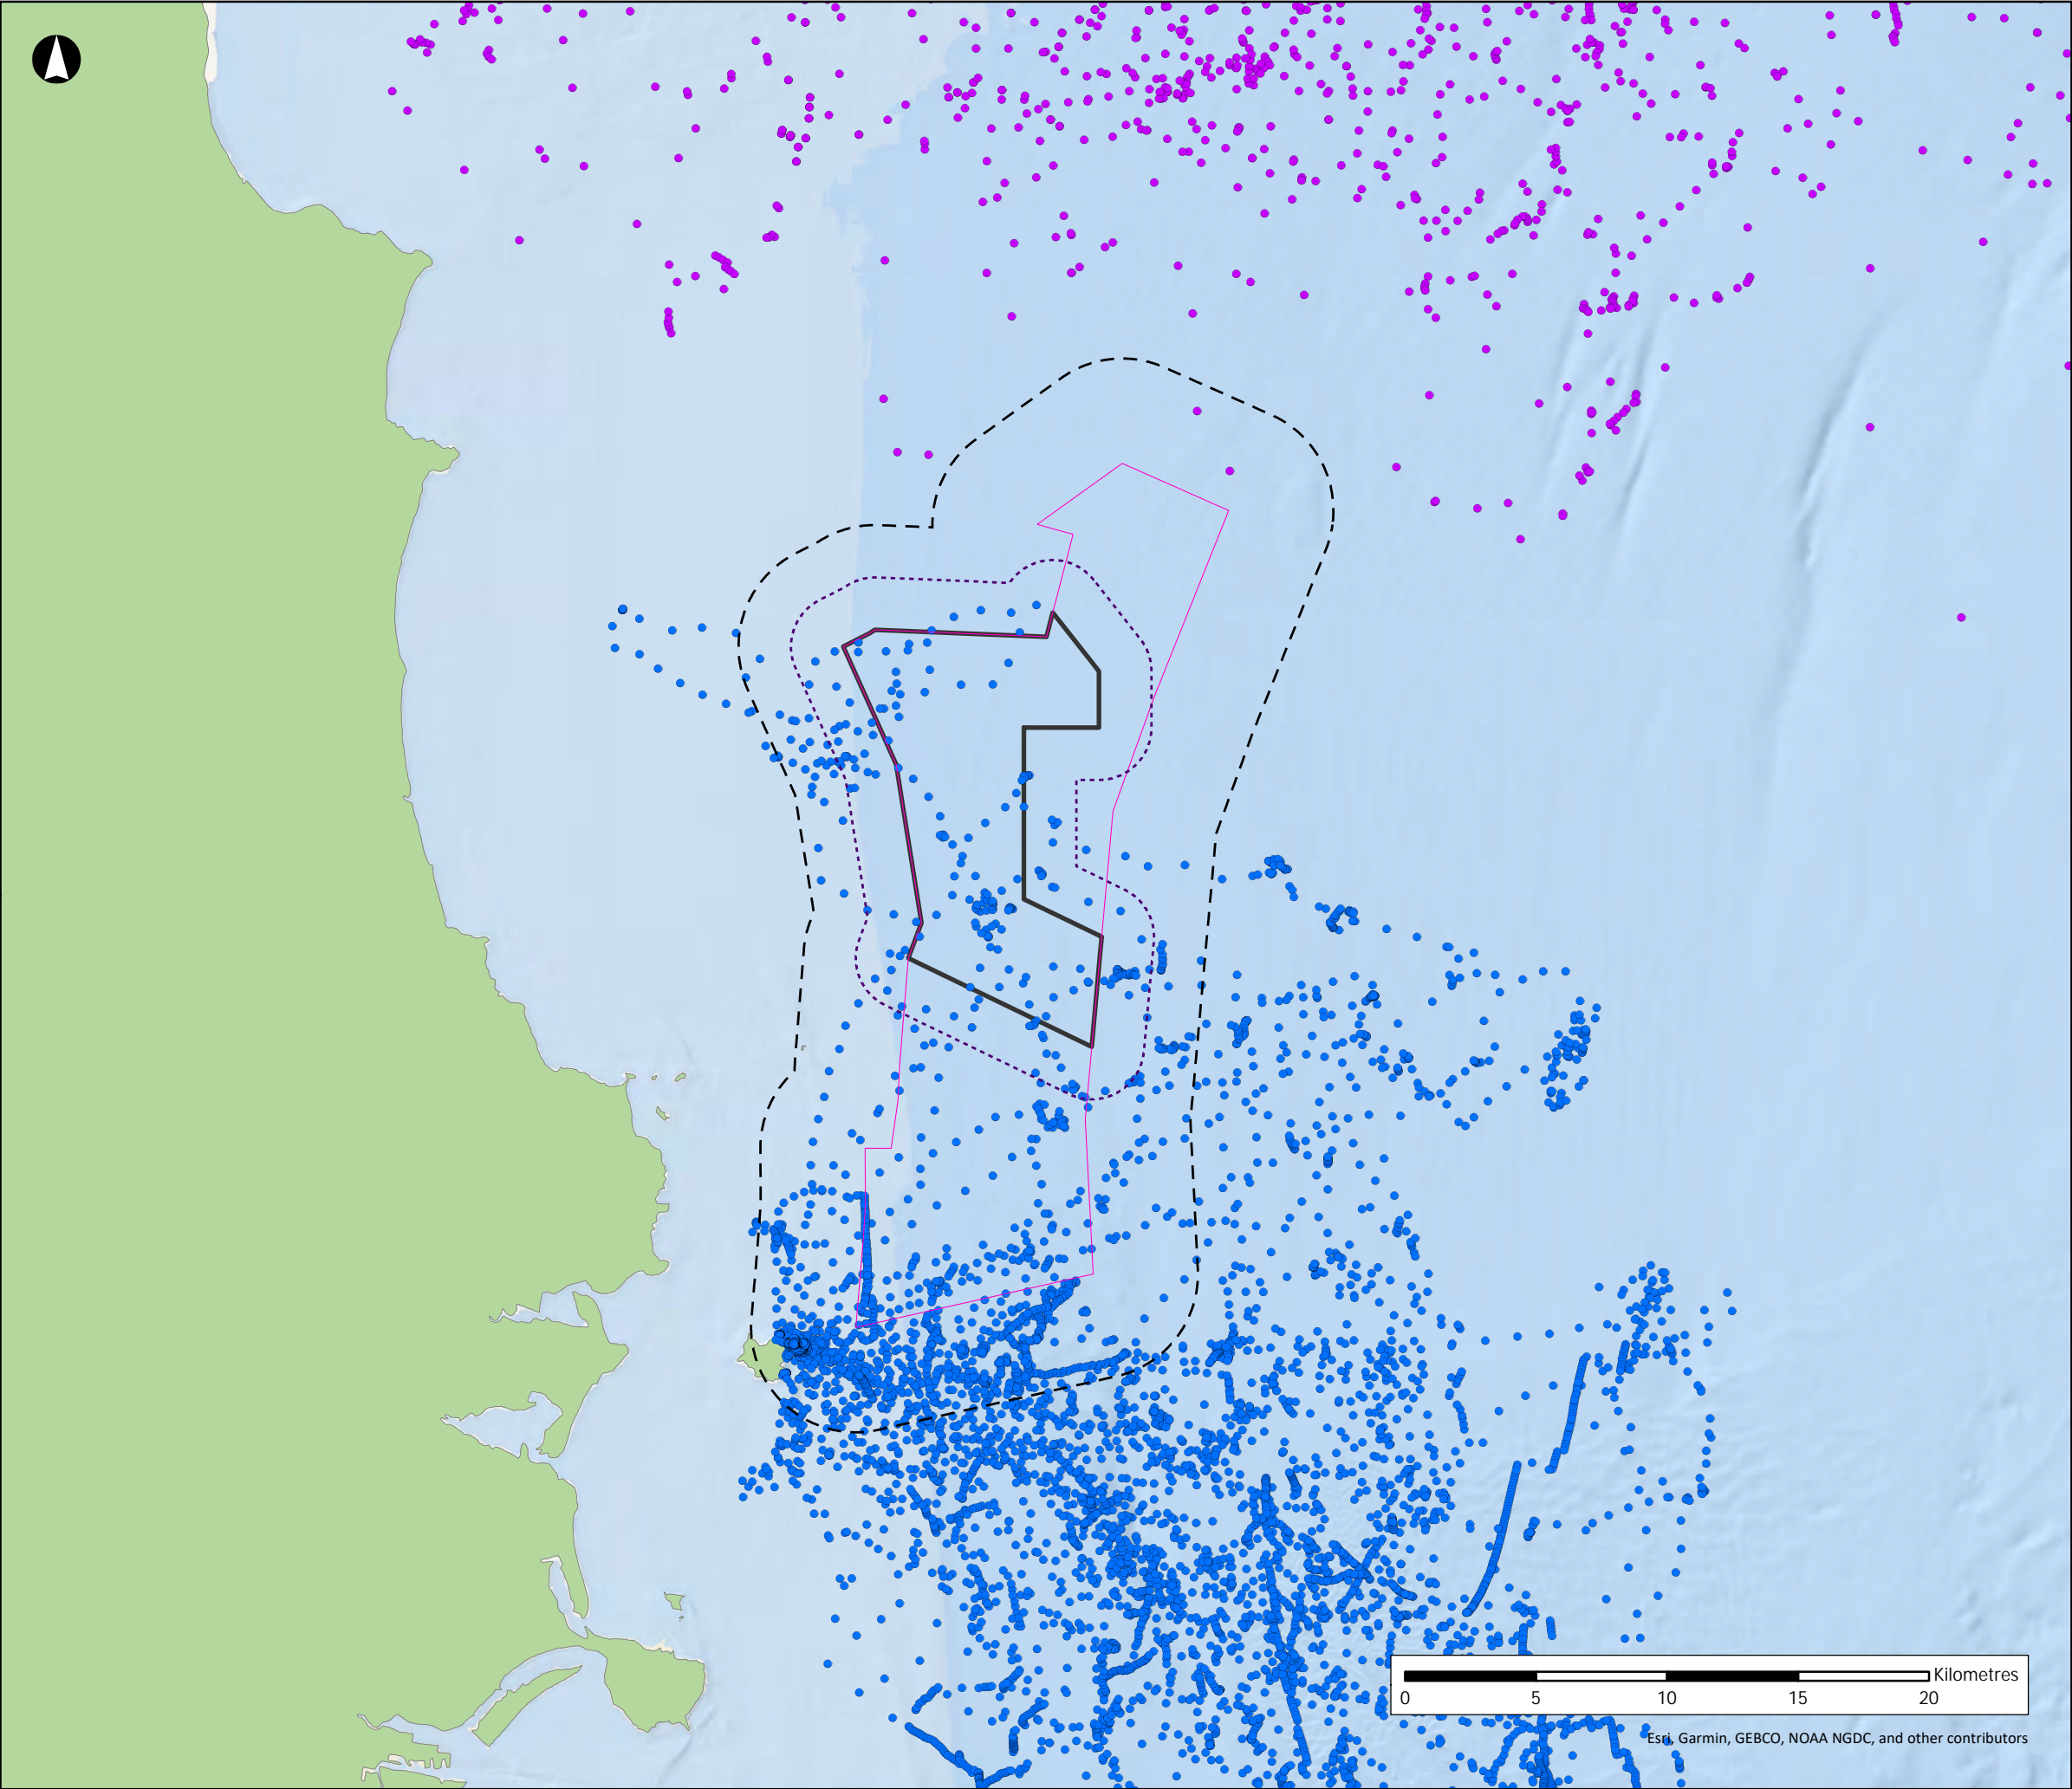 Kilometres
0 5 10 15 20
Esri, Garmin, GEBCO, NOAA NGDC, and other contributors